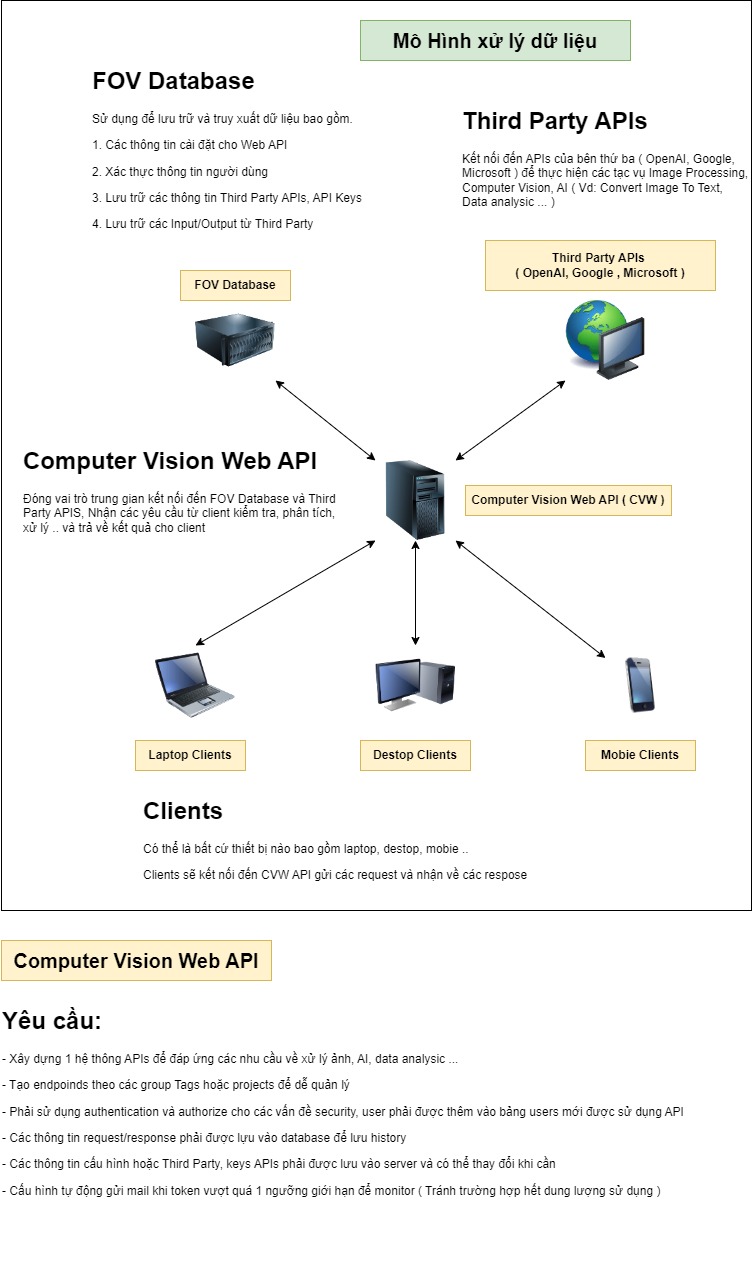 Mô Hình xử lý dữ liệu
FOV Database
Sử dụng để lưu trữ và truy xuất dữ liệu bao gồm.
1. Các thông tin cài đặt cho Web API
2. Xác thực thông tin người dùng
3. Lưu trữ các thông tin Third Party APIs, API Keys
4. Lưu trữ các Input/Output từ Third Party
Third Party APIs
Kết nối đến APIs của bên thứ ba ( OpenAI, Google,
Microsoft ) để thực hiện các tạc vụ Image Processing,
Computer Vision, AI ( Vd: Convert Image To Text,
Data analysic ... )
FOV Database
Third Party APIs
( OpenAI, Google , Microsoft )
Computer Vision Web API
Đóng vai trò trung gian kết nối đến FOV Database và Third
Party APIS, Nhận các yêu cầu từ client kiểm tra, phân tích,
xử lý .. và trả về kết quả cho client
Computer Vision Web API ( CVW )
Laptop Clients
Destop Clients
Mobie Clients
Clients
Có thể là bất cứ thiết bị nào bao gồm laptop, destop, mobie ..
Clients sẽ kết nối đến CVW API gửi các request và nhận về các respose
Computer Vision Web API
Yêu cầu:
- Xây dựng 1 hệ thông APIs để đáp ứng các nhu cầu về xử lý ảnh, AI, data analysic ...
- Tạo endpoinds theo các group Tags hoặc projects để dễ quản lý
- Phải sử dụng authentication và authorize cho các vấn đề security, user phải được thêm vào bảng users mới được sử dụng API
- Các thông tin request/response phải được lựu vào database để lưu history
- Các thông tin cấu hình hoặc Third Party, keys APIs phải được lưu vào server và có thể thay đổi khi cần
- Cấu hình tự động gửi mail khi token vượt quá 1 ngưỡng giới hạn để monitor ( Tránh trường hợp hết dung lượng sử dụng )